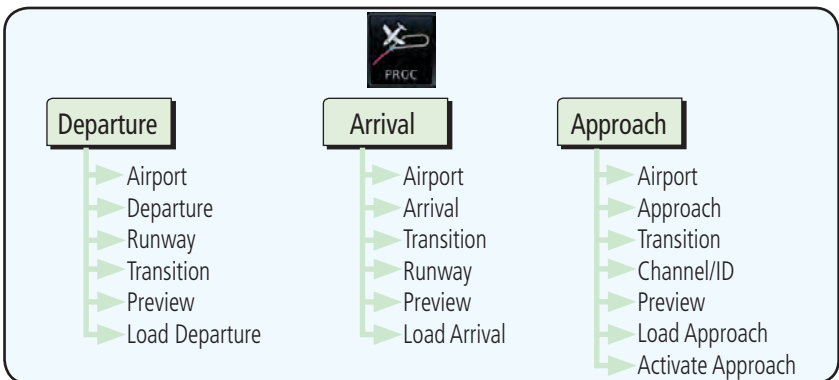 PROC
Departure
Airport
Departure
Runway
Transition
Preview
Load Departure
Arrival
Airport
Arrival
Transition
Runway
Preview
Load Arrival
Approach
Airport
Approach
Transition
Channel/ID
Preview
Load Approach
Activate Approach